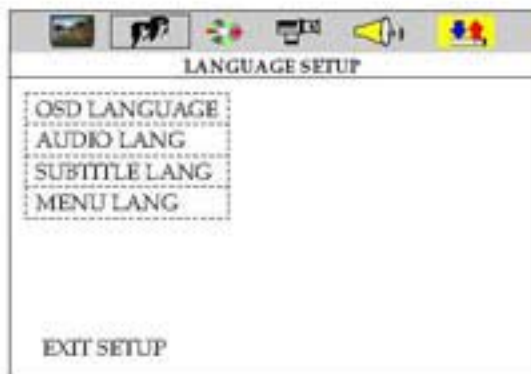 LANGUAGE SETUP
OSD LANGUAGE
AUDIO LANG
SUBTITLE LANG
MENU LANG
EXIT SETUP